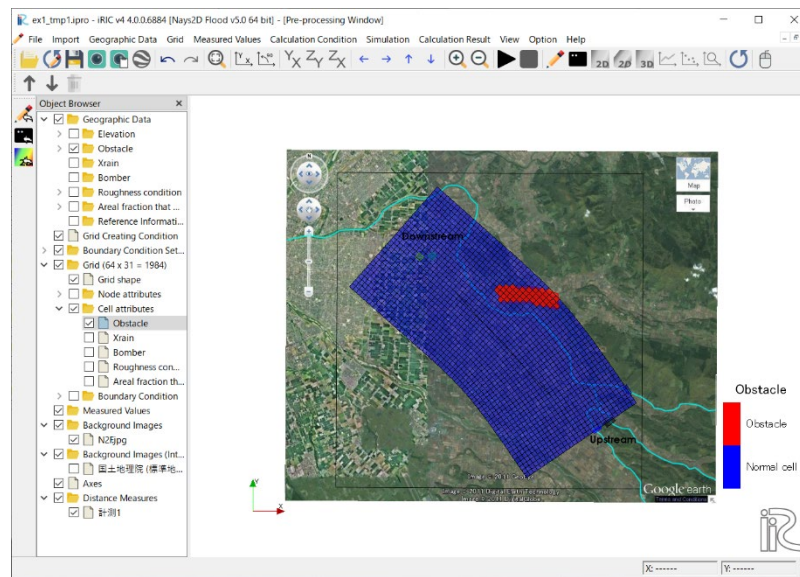 ex1_tmp1.ipro - iRIC v4 4.0.0.6884 [Nays2D Flood v5.0 64 bit] - [Pre-processing Window]
File Import Geographic Data Grid Measured Values Calculation Condition Simulation Calculation Result View Option Help
Object Browser
Geographic Data
Elevation
Obstacle
Xrain
Bomber
Roughness condition
Areal fraction that ...
Reference Informati...
Grid Creating Condition
Boundary Condition Set...
Grid (64 x 31 = 1984)
Grid shape
Node attributes
Cell attributes
Obstacle
Xrain
Bomber
Roughness con...
Areal fraction th...
Boundary Condition
Measured Values
Background Images
N2Fjpg
Background Images (Int...
国土地理院 (標準地...
Axes
Distance Measures
計測1
N
Map
Photo
Downstream
Upstream
Google earth
Y
X
Obstacle
Obstacle
Normal cell
iRIC
X: ------
Y: ------